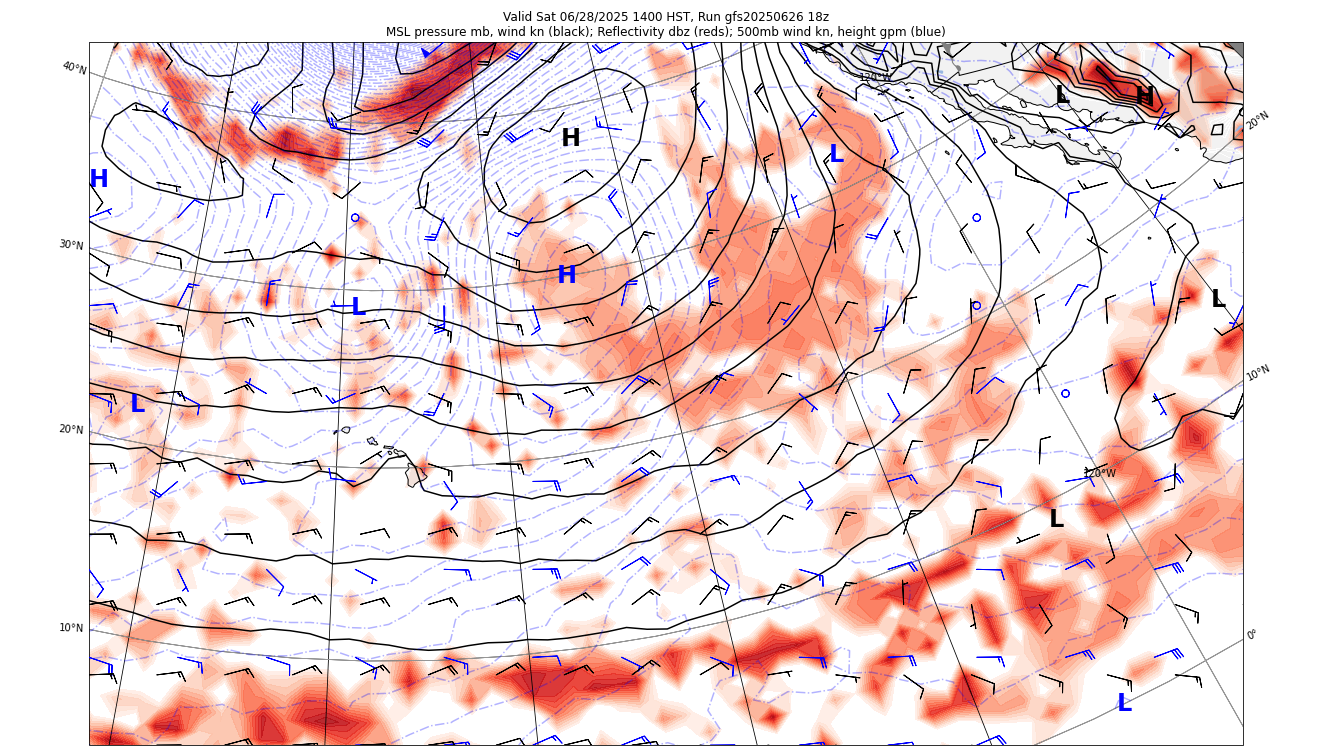 Valid Sat 06/28/2025 1400 HST, Run gfs20250626 18z
MSL pressure mb, wind kn (black); Reflectivity dbz (reds); 500mb wind kn, height gpm (blue)
40°N
120°W
L
H
20°N
H
L
H
30°N
H
L
L
10°N
L
20°N
120°W
L
10°N
0°
L